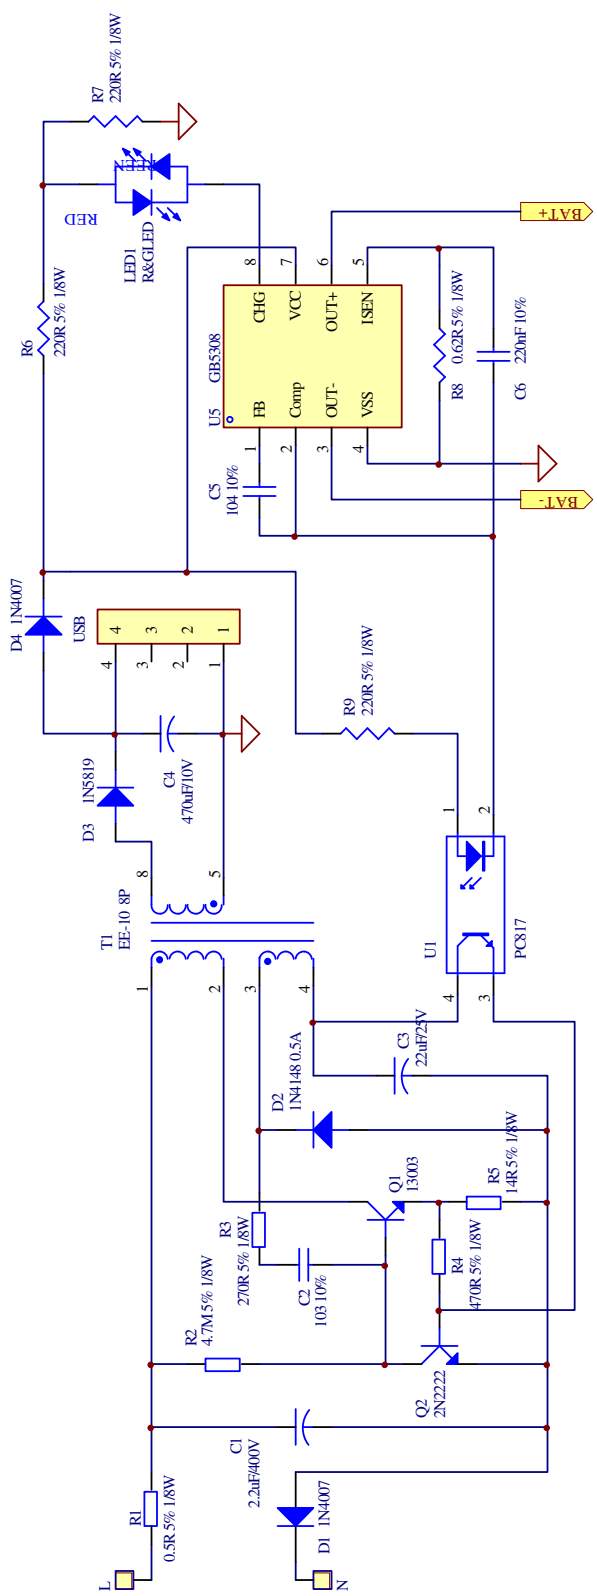 L
R1
0.5R 5% 1/8W
N
D1 1N4007
C1
2.2uF/400V
R2
4.7M 5% 1/8W
Q2
2N2222
R3
270R 5% 1/8W
C2
103 10%
Q1
13003
R4
470R 5% 1/8W
R5
14R 5% 1/8W
D2
1N4148 0.5A
C3
22uF/25V
T1
EE-10 8P
1
2
3
4
8
5
U1
PC817
4
3
1
2
D3
1N5819
C4
470uF/10V
D4 1N4007
USB
4
3
2
1
4
3
2
1
R9
220R 5% 1/8W
R6
220R 5% 1/8W
C5
104 10%
U5
GB5308
1
2
3
4
FB
Comp
OUT-
VSS
CHG
VCC
OUT+
ISEN
8
7
6
5
R8
0.62R 5% 1/8W
C6
220nF 10%
BAT-
BAT+
LED1
R&GLED
RED
R7
220R 5% 1/8W